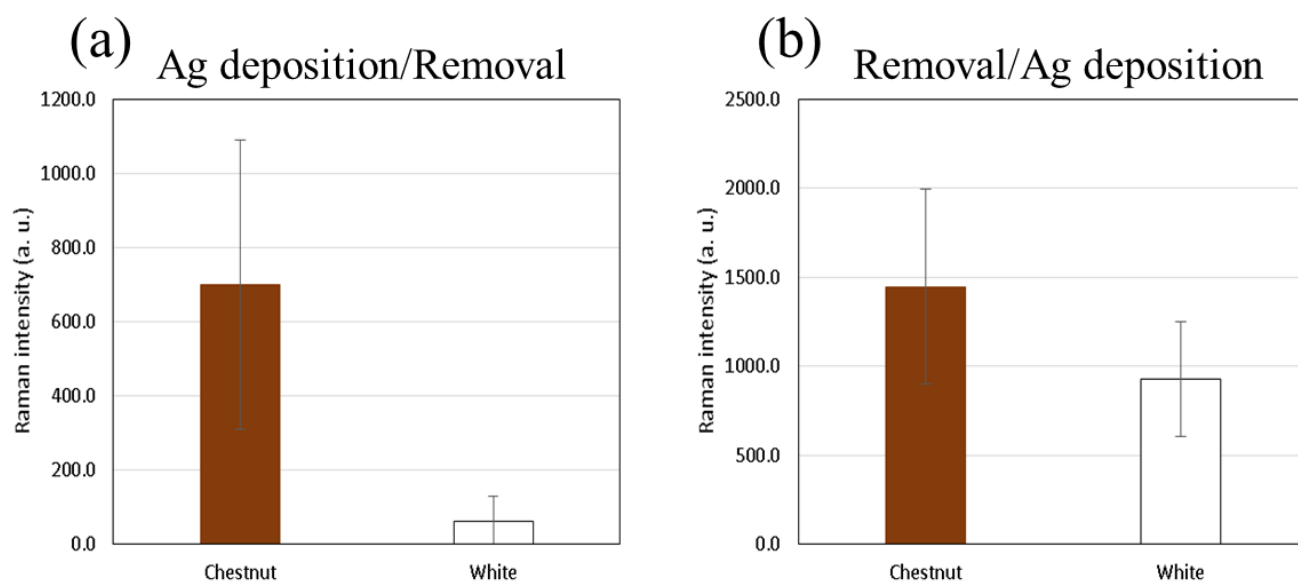 (a)
Ag deposition/Removal
Raman intensity (a. u.)
1200.0
1000.0
800.0
600.0
400.0
200.0
0.0
Chestnut
White
(b)
Removal/Ag deposition
Raman intensity (a. u.)
2500.0
2000.0
1500.0
1000.0
500.0
0.0
Chestnut
White